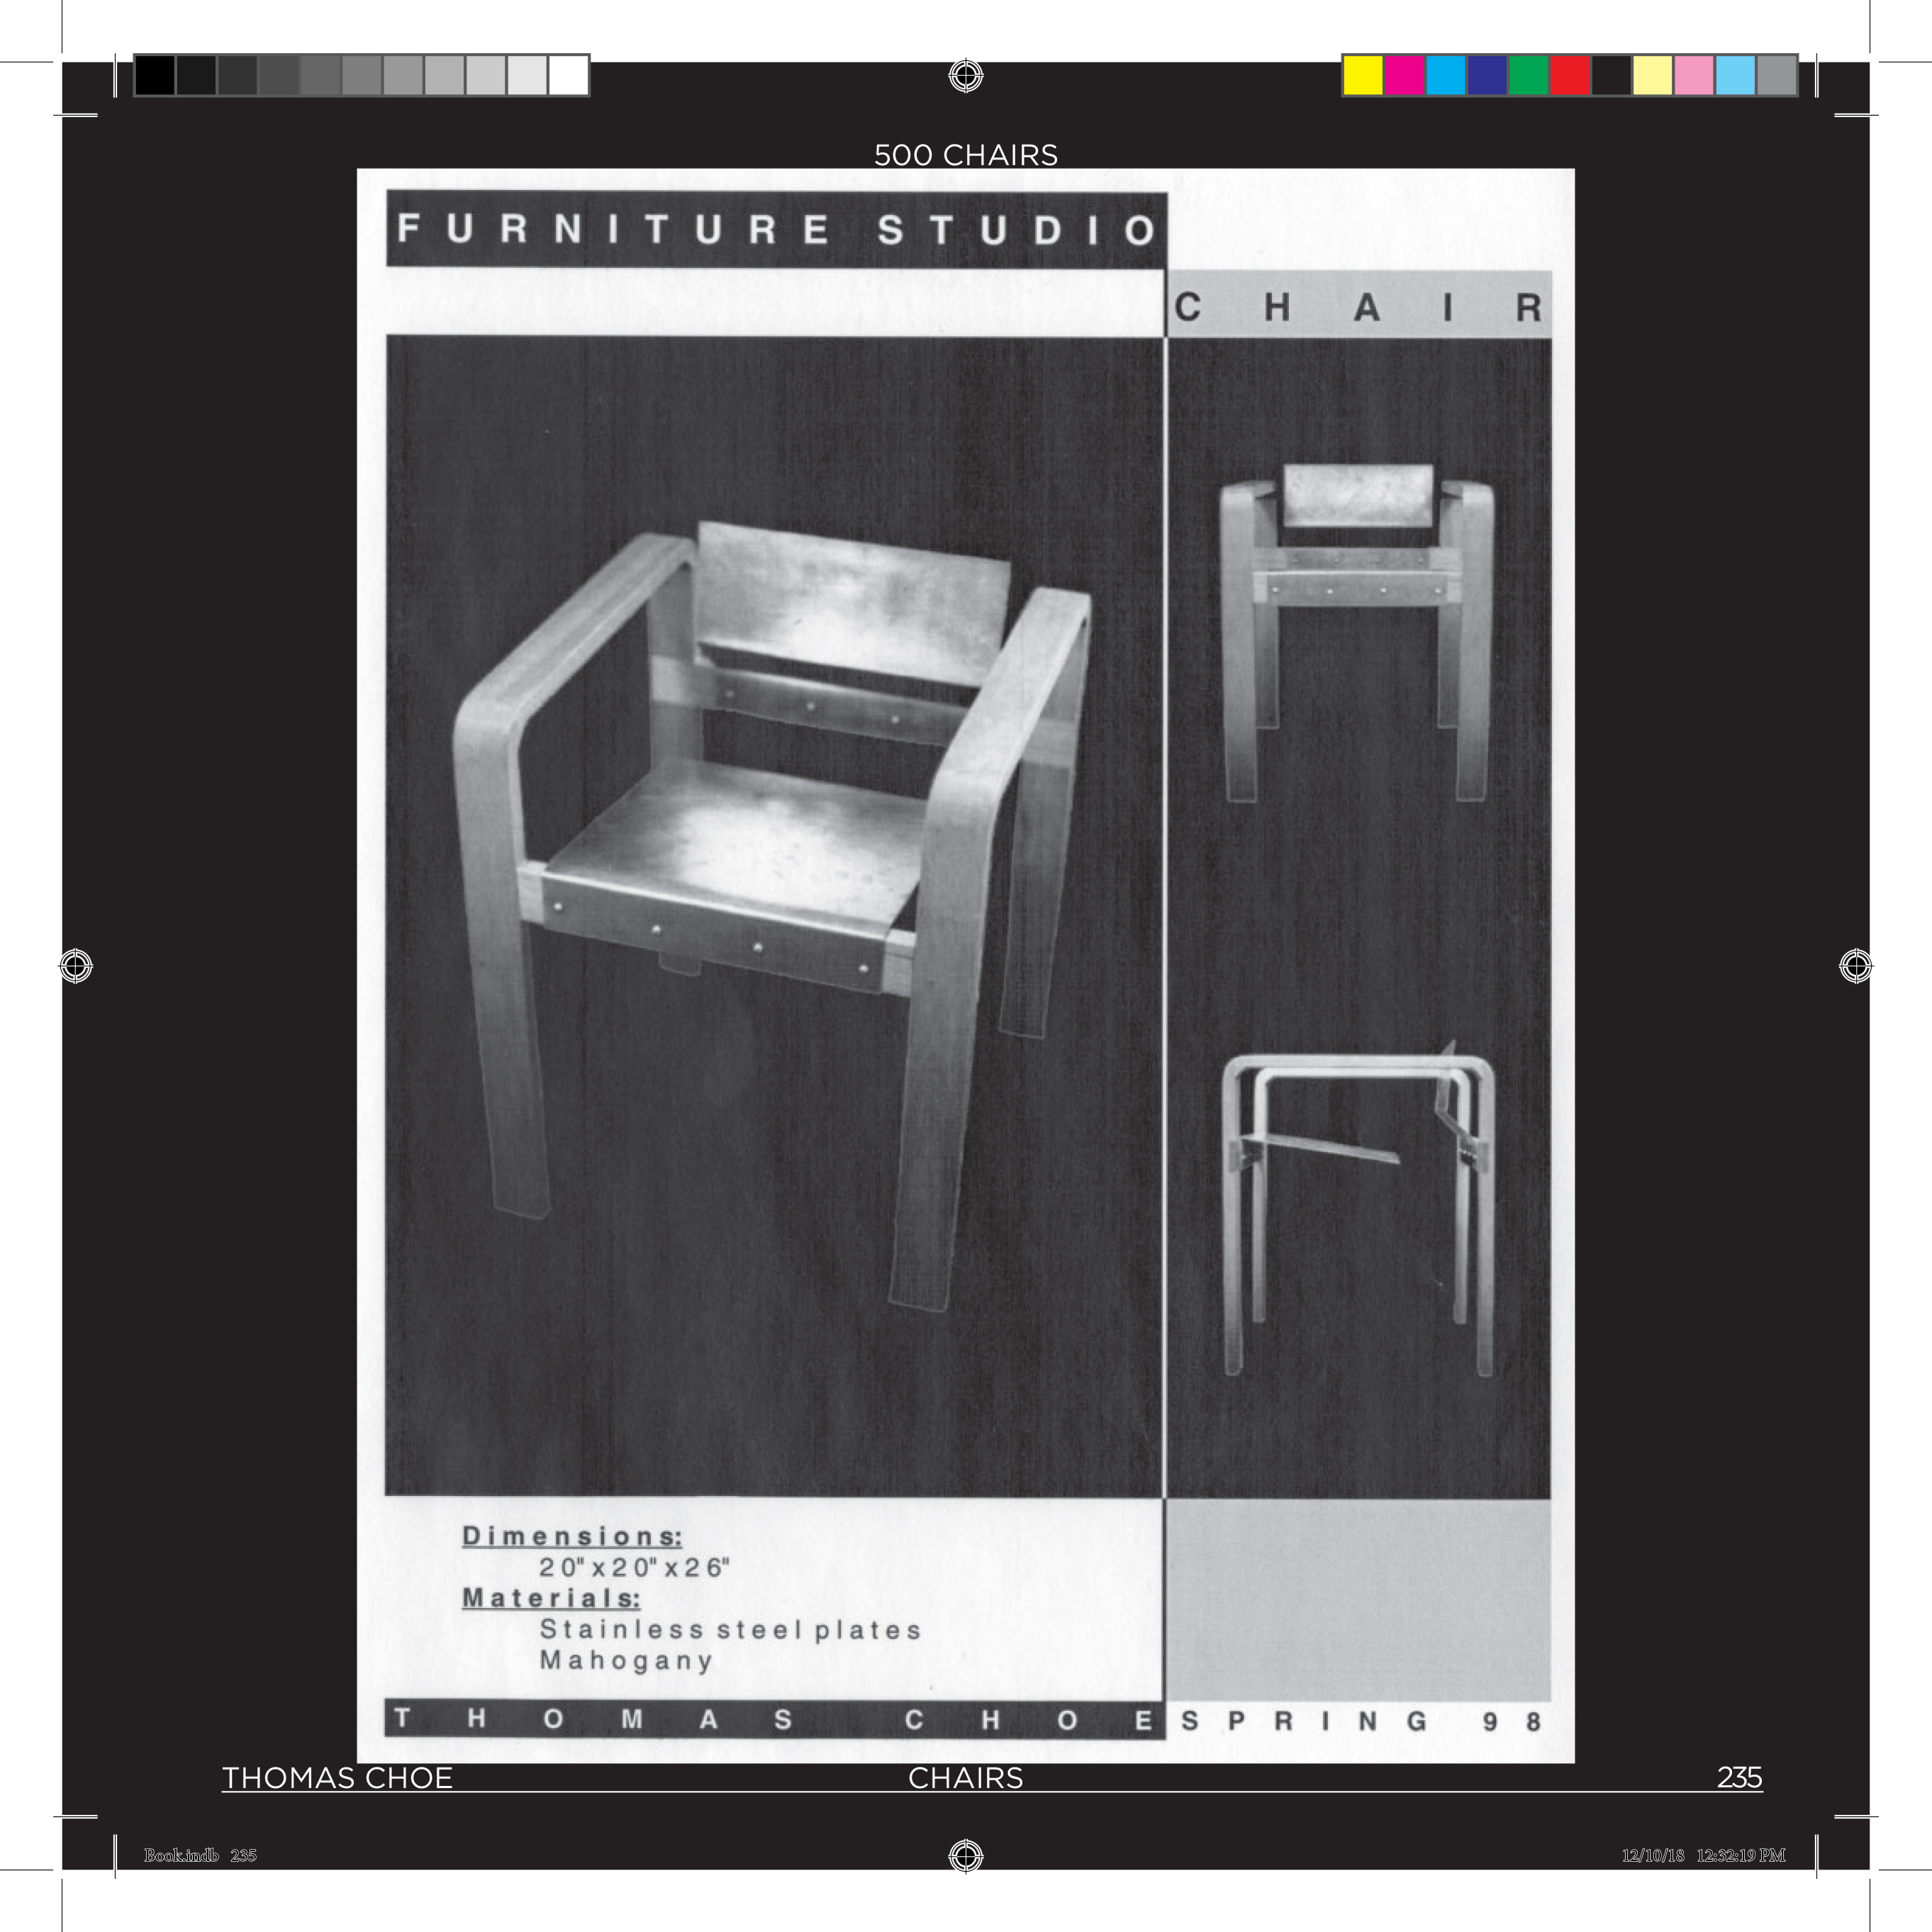 500 CHAIRS
FURNITURE STUDIO
CHAIR
Dimensions:
20"x20"x26"
Materials:
Stainless steel plates
Mahogany
THOMAS CHOE
SPRING 98
THOMAS CHOE CHAIRS 235
Book.indb 235 12/10/18 12:32:19 PM